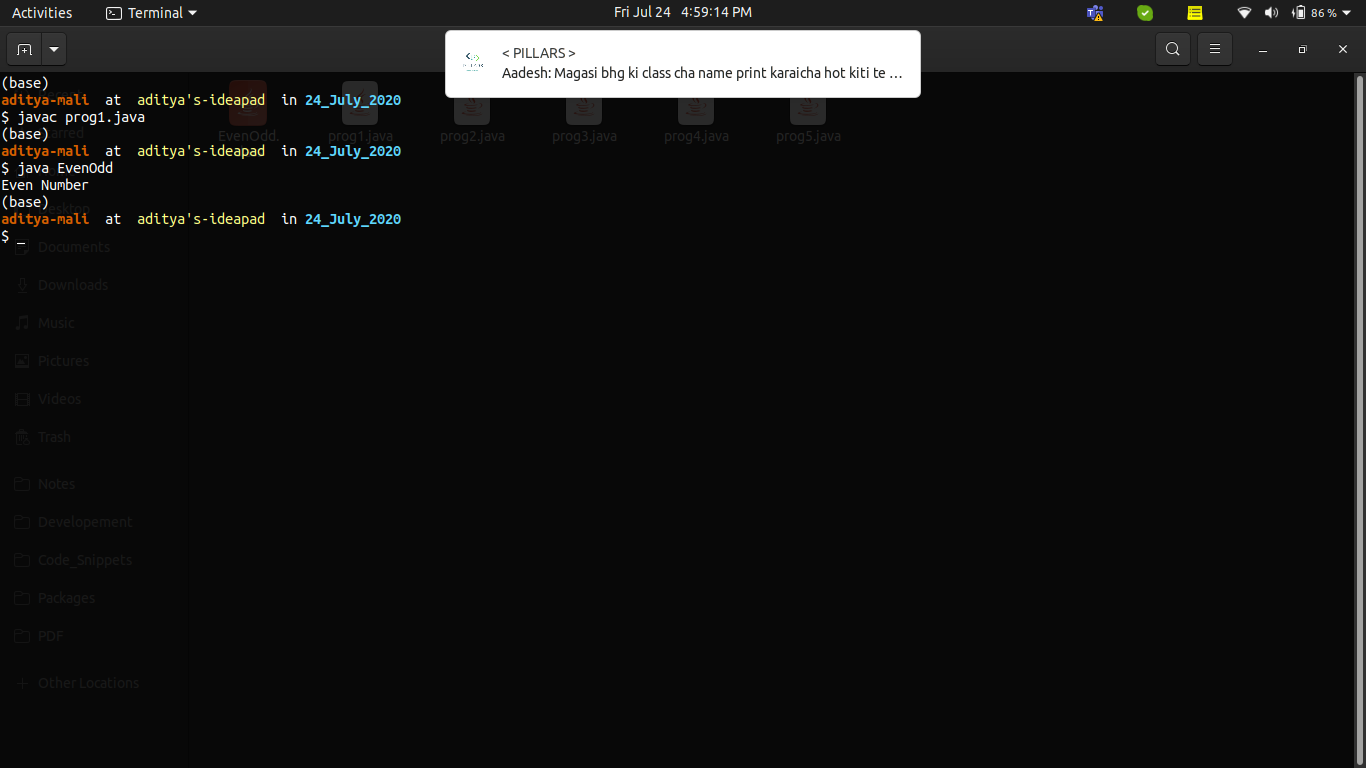 Activities Terminal Fri Jul 24 4:59:14 PM 86 %
< PILLARS >
Aadesh: Magasi bhg ki class cha name print karaicha hot kiti te …
(base)
aditya-mali at aditya's-ideapad in 24_July_2020
$ javac prog1.java
(base)
aditya-mali at aditya's-ideapad in 24_July_2020
$ java EvenOdd
Even Number
(base)
aditya-mali at aditya's-ideapad in 24_July_2020
$ _
EvenOdd. prog1.java prog2.java prog3.java prog4.java prog5.java
Desktop
Documents
Downloads
Music
Pictures
Videos
Trash
Notes
Developement
Code_Snippets
Packages
PDF
Other Locations